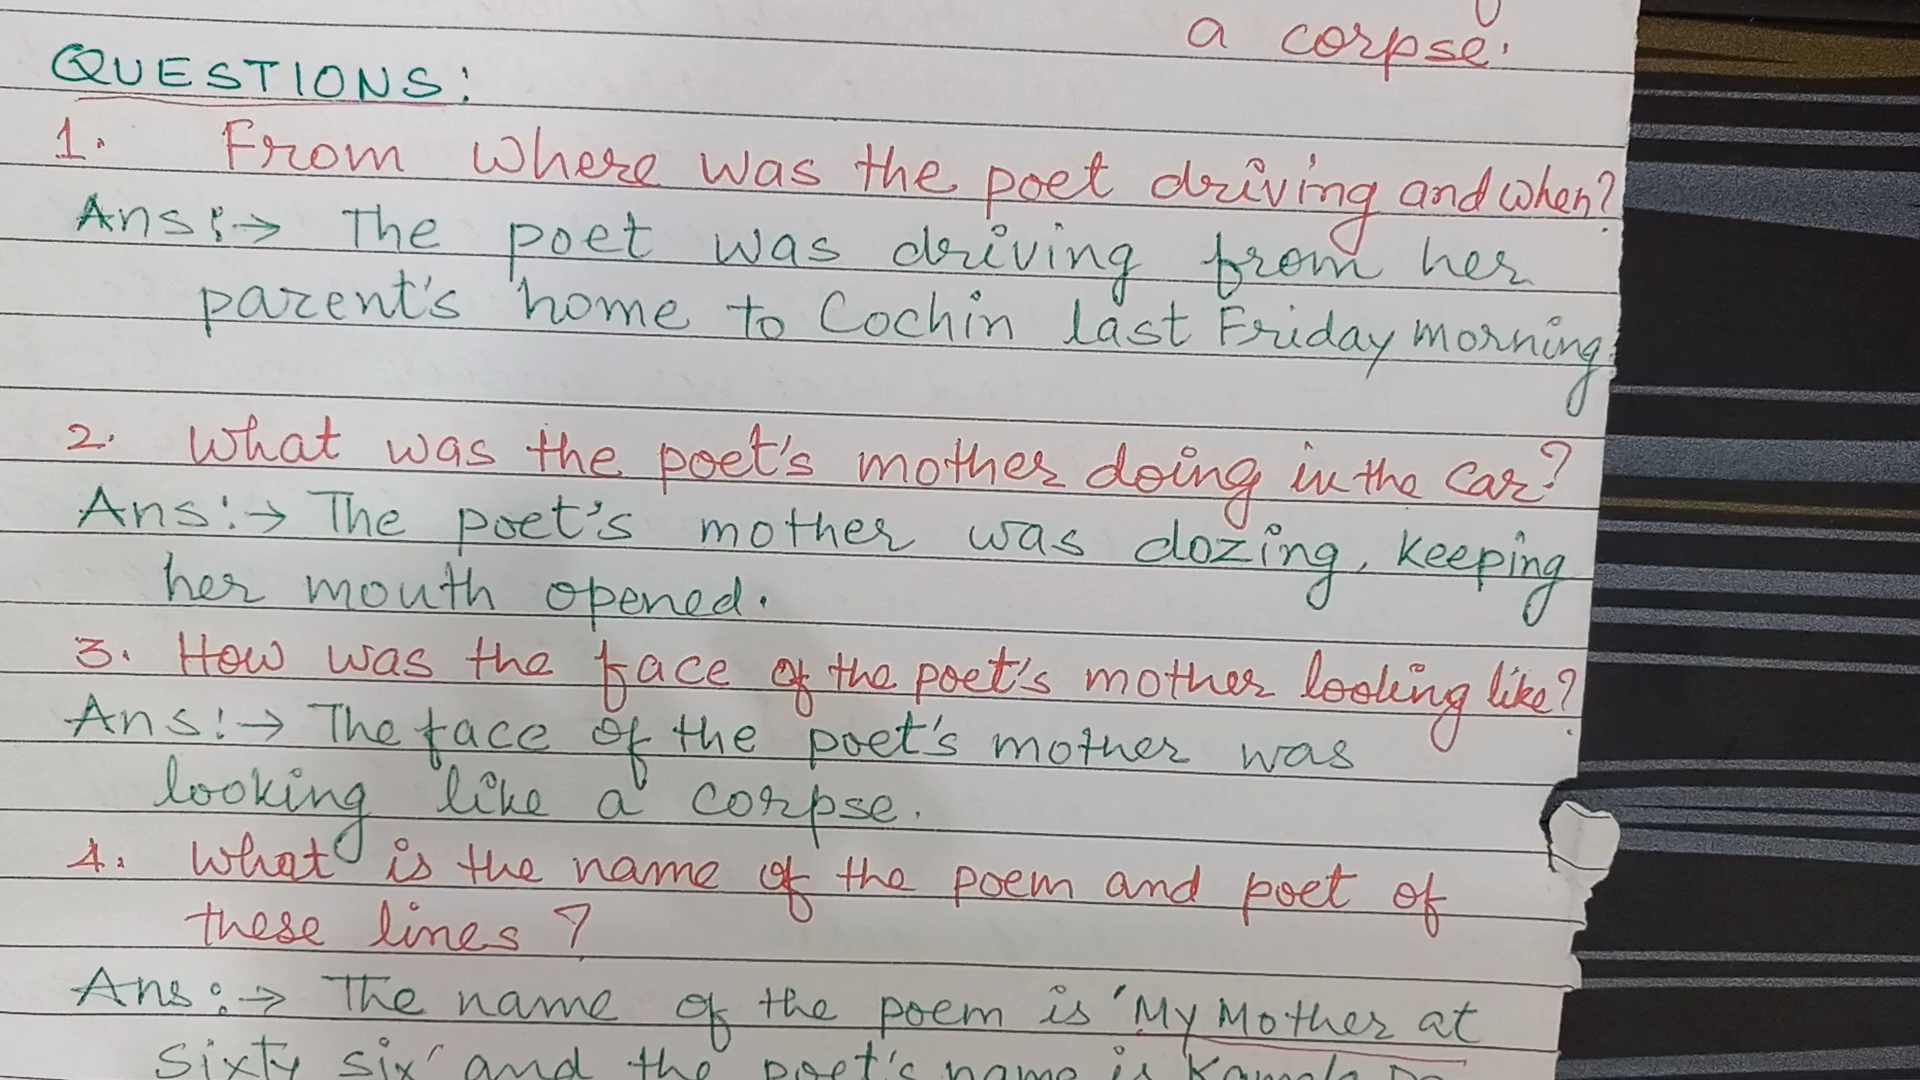 a corpse.
QUESTIONS:
1. From where was the poet driving and when?
Ans:→ The poet was driving from her
parent's home to Cochin last Friday morning.
2. What was the poet's mother doing in the car?
Ans:→ The poet's mother was dozing, keeping
her mouth opened.
3. How was the face of the poet's mother looking like?
Ans:→ The face of the poet's mother was
looking like a corpse.
4. What is the name of the poem and poet of
these lines?
Ans:→ The name of the poem is 'My Mother at
Sixty six' and the poet's name is Kamala